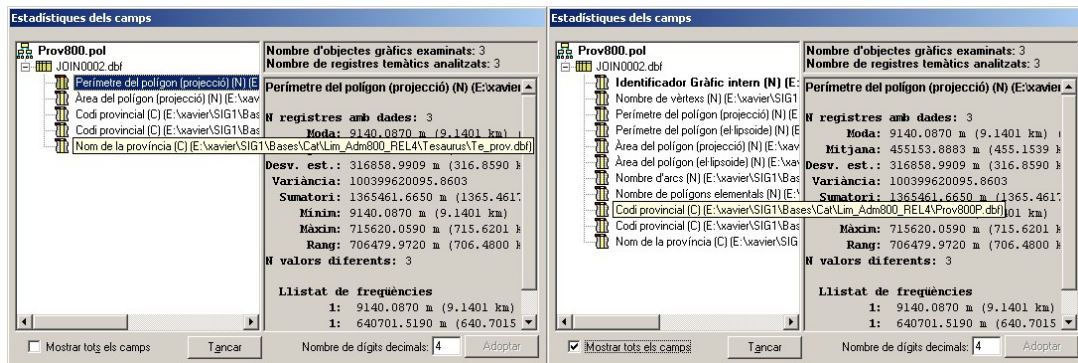 Estadístiques dels camps
Prov800.pol
JOIN0002.dbf
Perímetre del polígon (projecció) (N) (E
Àrea del polígon (projecció) (N) (E:\xav
Codi provincial (C) (E:\xavier\SIG1\Bas
Codi provincial (C) (E:\xavier\SIG1\Bas
Nom de la província (C) (E:\xavier\SIG1\Bases\Cat\Lim_Adm800_REL4\Tesaurus\Te_prov.dbf)
Nombre d'objectes gràfics examinats: 3
Nombre de registres temàtics analitzats: 3
Perímetre del polígon (projecció) (N) (E:\xavier
N registres amb dades: 3
Moda: 9140.0870 m (9.1401 km)
455153.8883 m (455.1539
Desv. est.: 316858.9909 m (316.8590
Variància: 100399620095.8603
Sumatori: 1365461.6650 m (1365.461
Mínim: 9140.0870 m (9.1401 km)
Màxim: 715620.0590 m (715.6201
Rang: 706479.9720 m (706.4800
N valors diferents: 3
Llistat de freqüències
1: 9140.0870 m (9.1401 km)
1: 640701.5190 m (640.7015
Mostrar tots els camps
Tancar
Nombre de dígits decimals: 4
Adoptar
Estadístiques dels camps
Prov800.pol
JOIN0002.dbf
Identificador Gràfic intern (N) (E:
Nombre de vèrtexs (N) (E:\xavier\SIG1
Perímetre del polígon (projecció) (N) (E:
Perímetre del polígon (el·lipsoide) (N) (E:
Àrea del polígon (projecció) (N) (E:\xav
Àrea del polígon (el·lipsoide) (N) (E:\xav
Nombre d'arcs (N) (E:\xavier\SIG1\Bas
Nombre de polígons elementals (N) (E:\
Codi provincial (C) (E:\xavier\SIG1\Bases\Cat\Lim_Adm800_REL4\Prov800P.dbf)
Codi provincial (C) (E:\xavier\SIG1\Bas
Nom de la província (C) (E:\xavier\SIG
Nombre d'objectes gràfics examinats: 3
Nombre de registres temàtics analitzats: 3
Perímetre del polígon (projecció) (N) (E:\xavier
N registres amb dades: 3
Moda: 9140.0870 m (9.1401 km)
Mitjana: 455153.8883 m (455.1539
Desv. est.: 316858.9909 m (316.8590
Variància: 100399620095.8603
Sumatori: 1365461.6650 m (1365.461
01 km)
Màxim: 715620.0590 m (715.6201
Rang: 706479.9720 m (706.4800
N valors diferents: 3
Llistat de freqüències
1: 9140.0870 m (9.1401 km)
1: 640701.5190 m (640.7015
Mostrar tots els camps
Tancar
Nombre de dígits decimals: 4
Adoptar